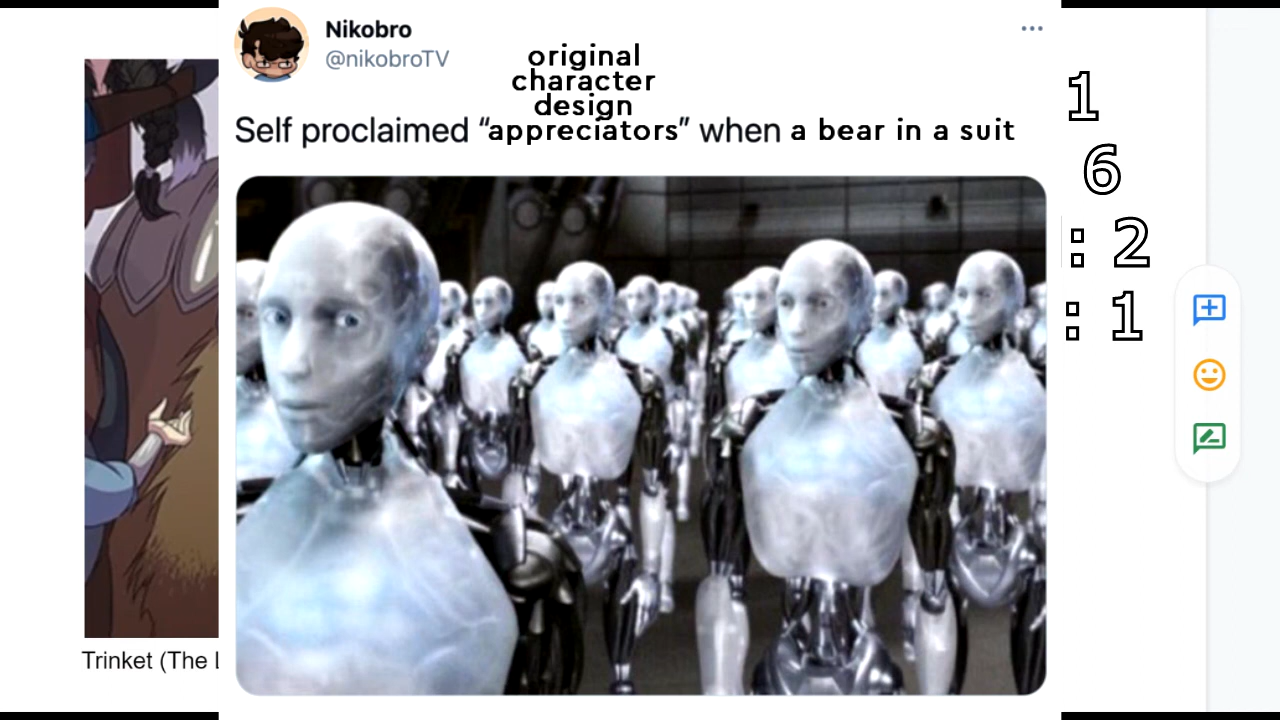 Nikobro
@nikobroTV
original
character
design
Self proclaimed “appreciators” when a bear in a suit
1
6
: 2
: 1
Trinket (The